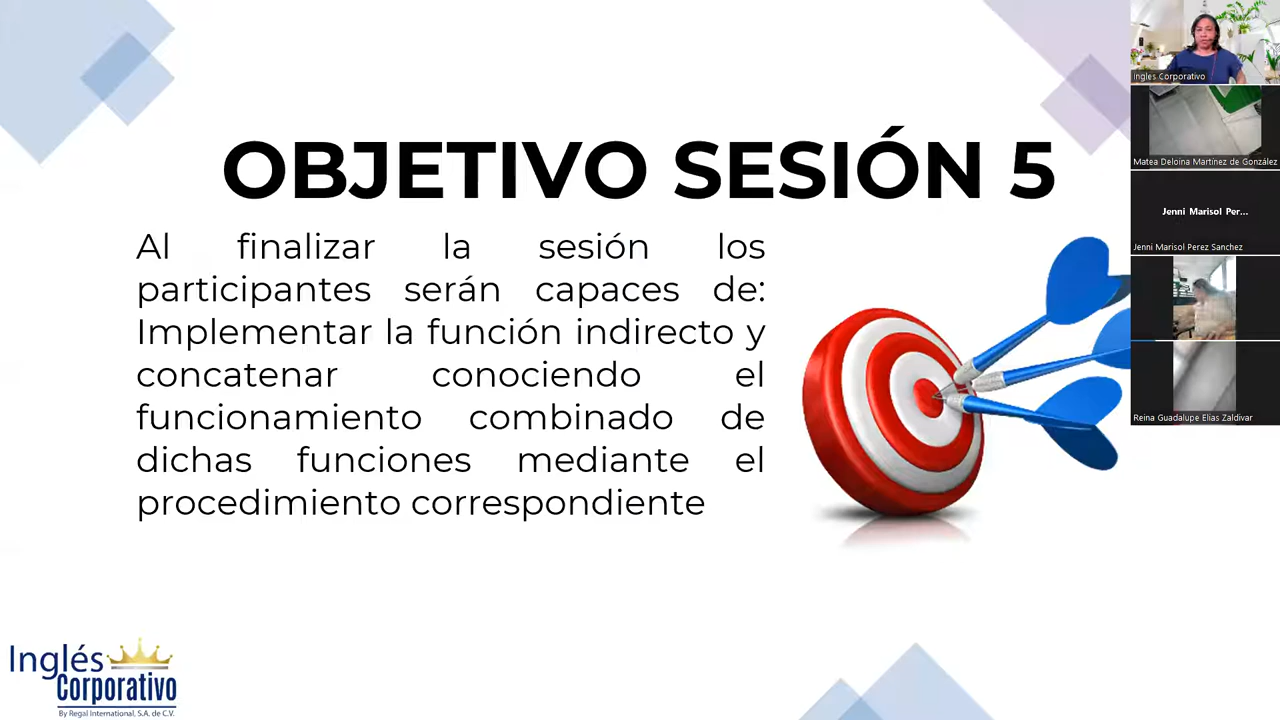 OBJETIVO SESIÓN 5
Al finalizar la sesión los
participantes serán capaces de:
Implementar la función indirecto y
concatenar conociendo el
funcionamiento combinado de
dichas funciones mediante el
procedimiento correspondiente
Inglés
Corporativo
By Regal International, S.A. de C.V.
Ingles Corporativo
Matea Deloina Martínez de González
Jenni Marisol Per...
Jenni Marisol Perez Sanchez
Reina Guadalupe Elias Zaldivar